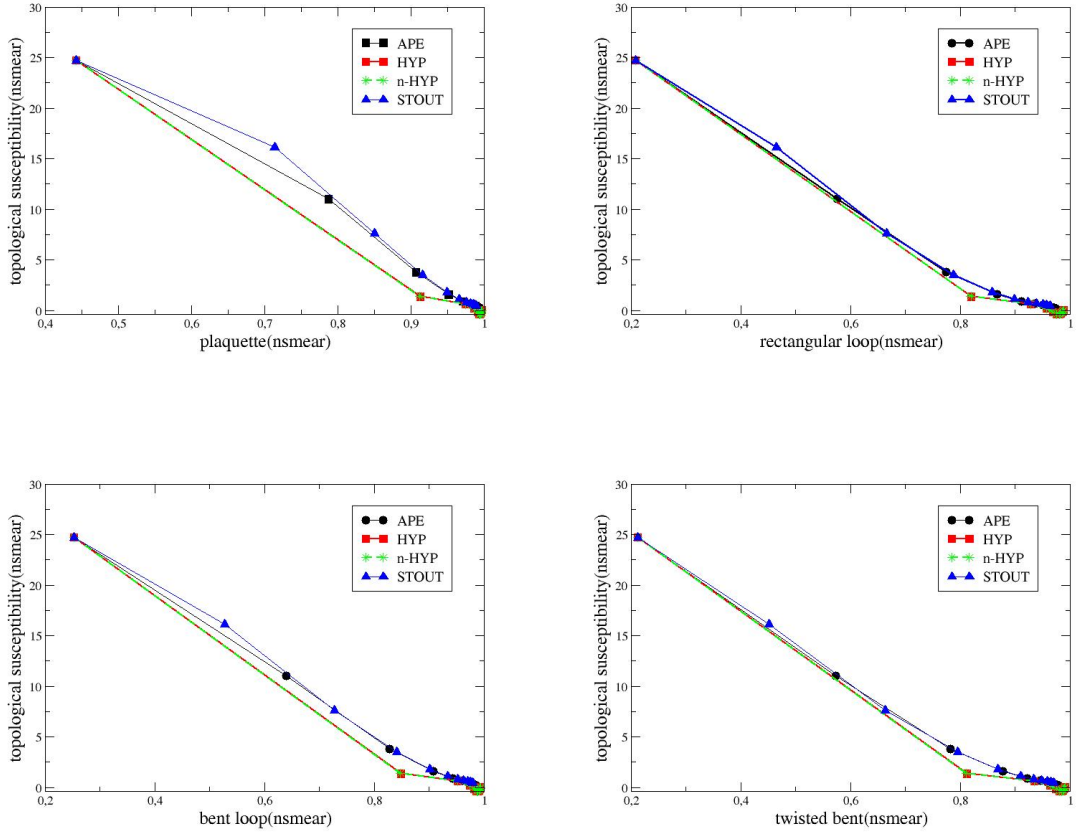 30
25
20
15
10
5
0
topological susceptibility(nsmear)
APE
HYP
n-HYP
STOUT
0,4 0,5 0,6 0,7 0,8 0,9 1
plaquette(nsmear)
30
25
20
15
10
5
0
topological susceptibility(nsmear)
APE
HYP
n-HYP
STOUT
0,2 0,4 0,6 0,8 1
rectangular loop(nsmear)
30
25
20
15
10
5
0
topological susceptibility(nsmear)
APE
HYP
n-HYP
STOUT
0,2 0,4 0,6 0,8 1
bent loop(nsmear)
30
25
20
15
10
5
0
topological susceptibility(nsmear)
APE
HYP
n-HYP
STOUT
0,2 0,4 0,6 0,8 1
twisted bent(nsmear)